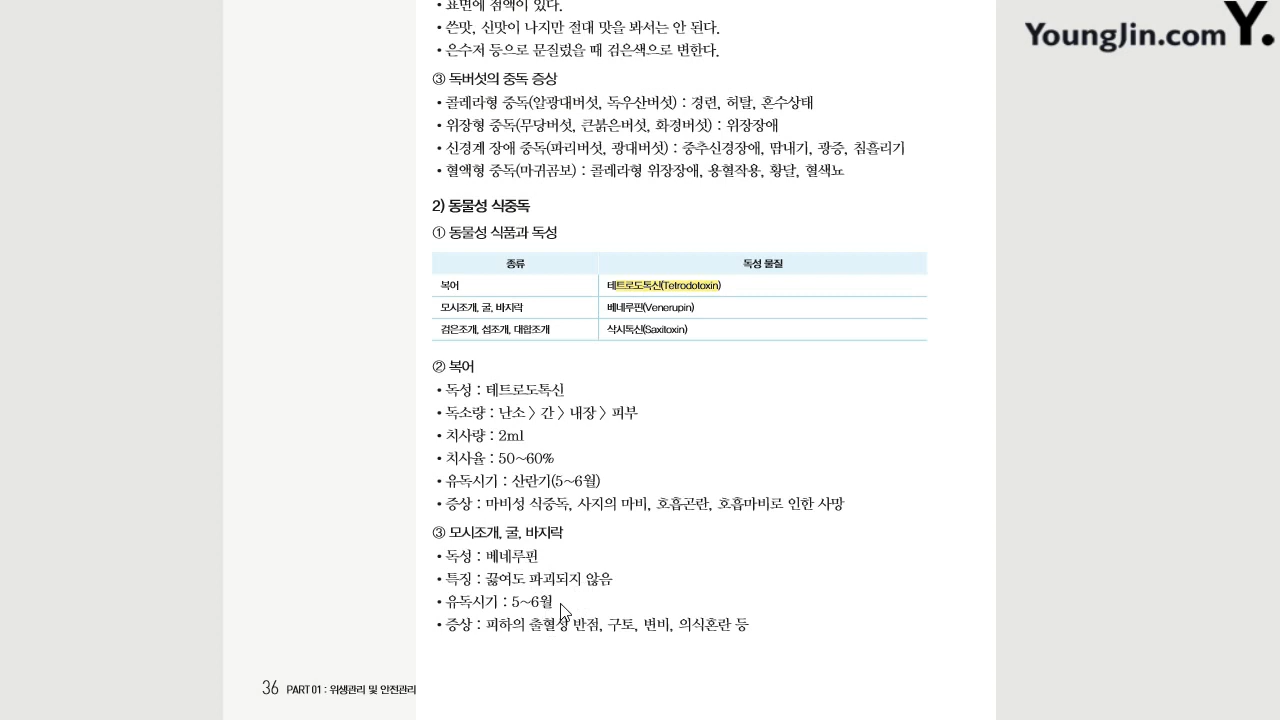 YoungJin.com Y.
• 표면에 점액이 있다.
• 쓴맛, 신맛이 나지만 절대 맛을 봐서는 안 된다.
• 은수저 등으로 문질렀을 때 검은색으로 변한다.
③ 독버섯의 중독 증상
• 콜레라형 중독(알광대버섯, 독우산버섯) : 경련, 허탈, 혼수상태
• 위장형 중독(무당버섯, 큰붉은버섯, 화경버섯) : 위장장애
• 신경계 장애 중독(파리버섯, 광대버섯) : 중추신경장애, 땀내기, 광증, 침흘리기
• 혈액형 중독(마귀곰보) : 콜레라형 위장장애, 용혈작용, 황달, 혈색뇨
2) 동물성 식중독
① 동물성 식품과 독성
종류 독성 물질
복어 테트로도톡신(Tetrodotoxin)
모시조개, 굴, 바지락 베네루핀(Venerupin)
검은조개, 섭조개, 대합조개 삭시톡신(Saxitoxin)
② 복어
• 독성 : 테트로도톡신
• 독소량 : 난소 〉 간 〉 내장 〉 피부
• 치사량 : 2ml
• 치사율 : 50~60%
• 유독시기 : 산란기(5~6월)
• 증상 : 마비성 식중독, 사지의 마비, 호흡곤란, 호흡마비로 인한 사망
③ 모시조개, 굴, 바지락
• 독성 : 베네루핀
• 특징 : 끓여도 파괴되지 않음
• 유독시기 : 5~6월
• 증상 : 피하의 출혈성 반점, 구토, 변비, 의식혼란 등
36 PART 01 : 위생관리 및 안전관리